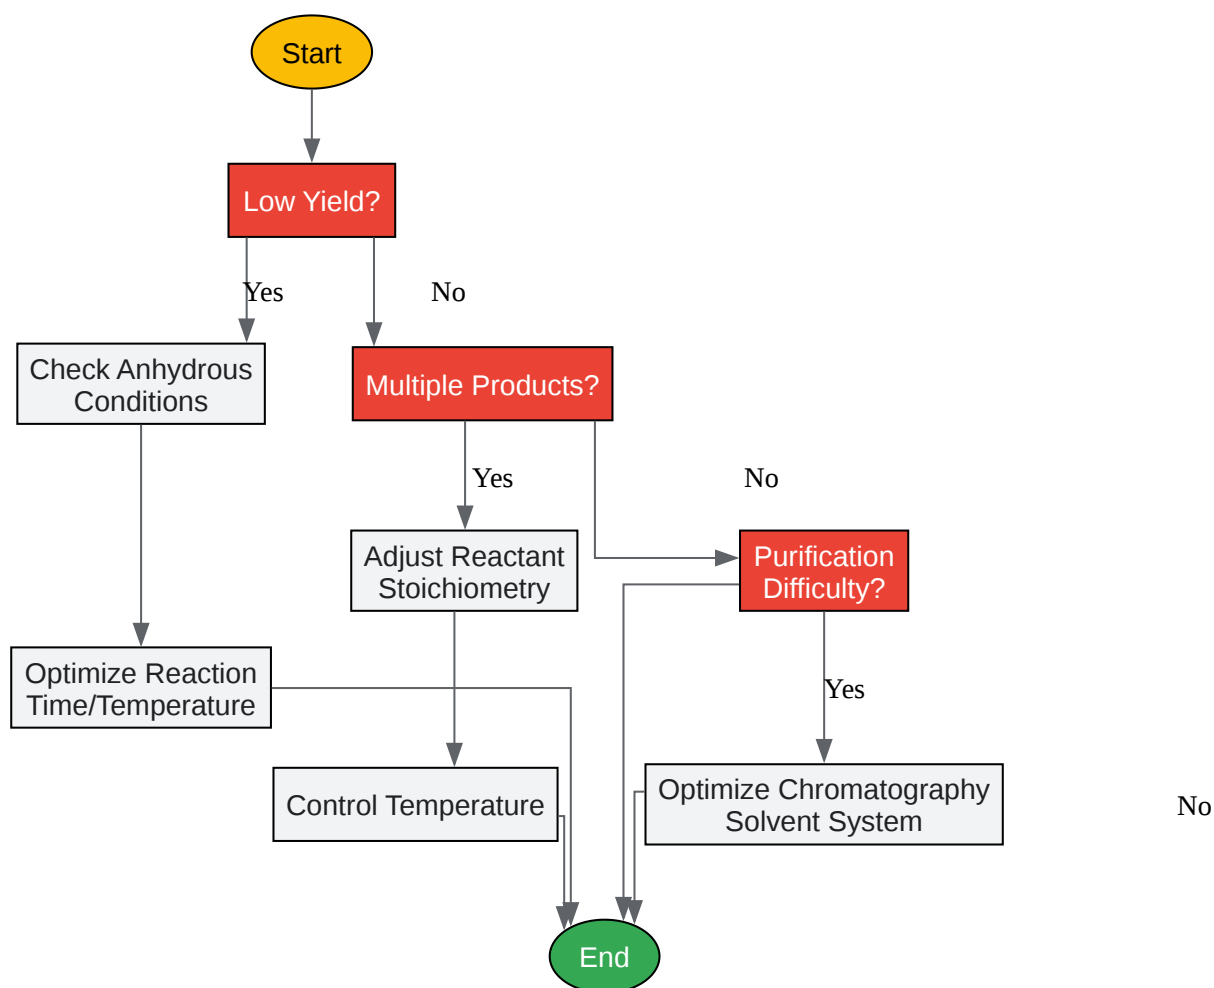 Start
Low Yield?
Yes
No
Check Anhydrous
Conditions
Multiple Products?
Yes
No
Adjust Reactant
Stoichiometry
Purification
Difficulty?
Optimize Reaction
Time/Temperature
Yes
Control Temperature
Optimize Chromatography
Solvent System
No
End